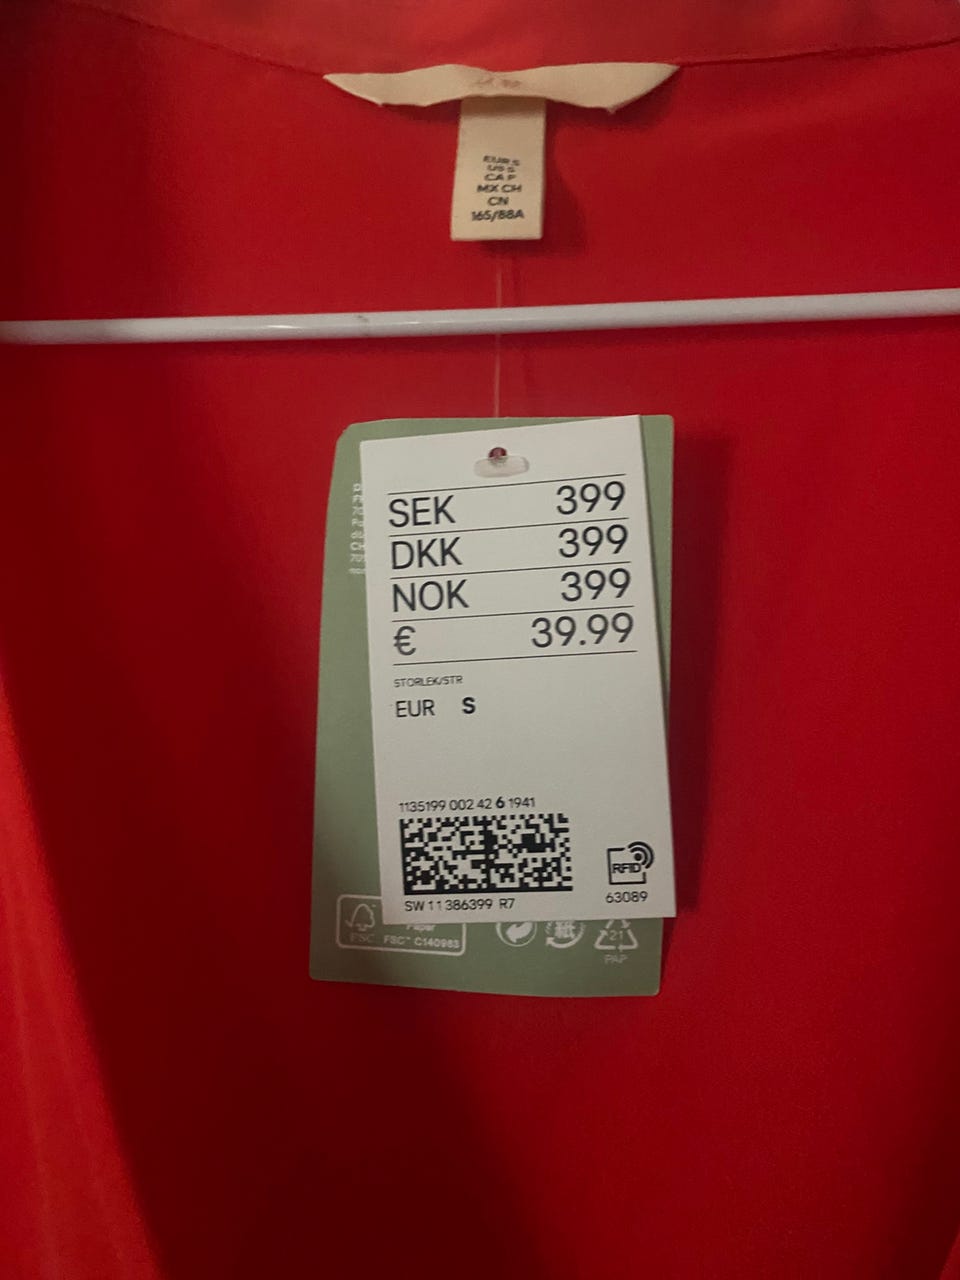 EUR S
US S
CA P
MX CH
CN
165/88A
SEK 399
DKK 399
NOK 399
€ 39.99
STORLEK/STR
EUR S
1135199 002 42 6 1941
RFID
SW 11 386399 R7
63089
Paper
FSC FSC™ C140983
21
PAP